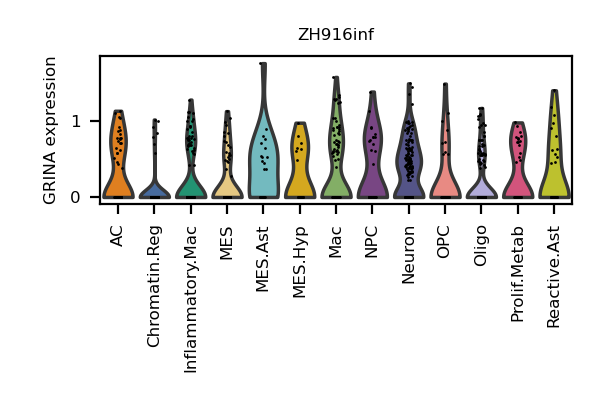 ZH916inf
GRINA expression
1
0
AC
Chromatin.Reg
Inflammatory.Mac
MES
MES.Ast
MES.Hyp
Mac
NPC
Neuron
OPC
Oligo
Prolif.Metab
Reactive.Ast